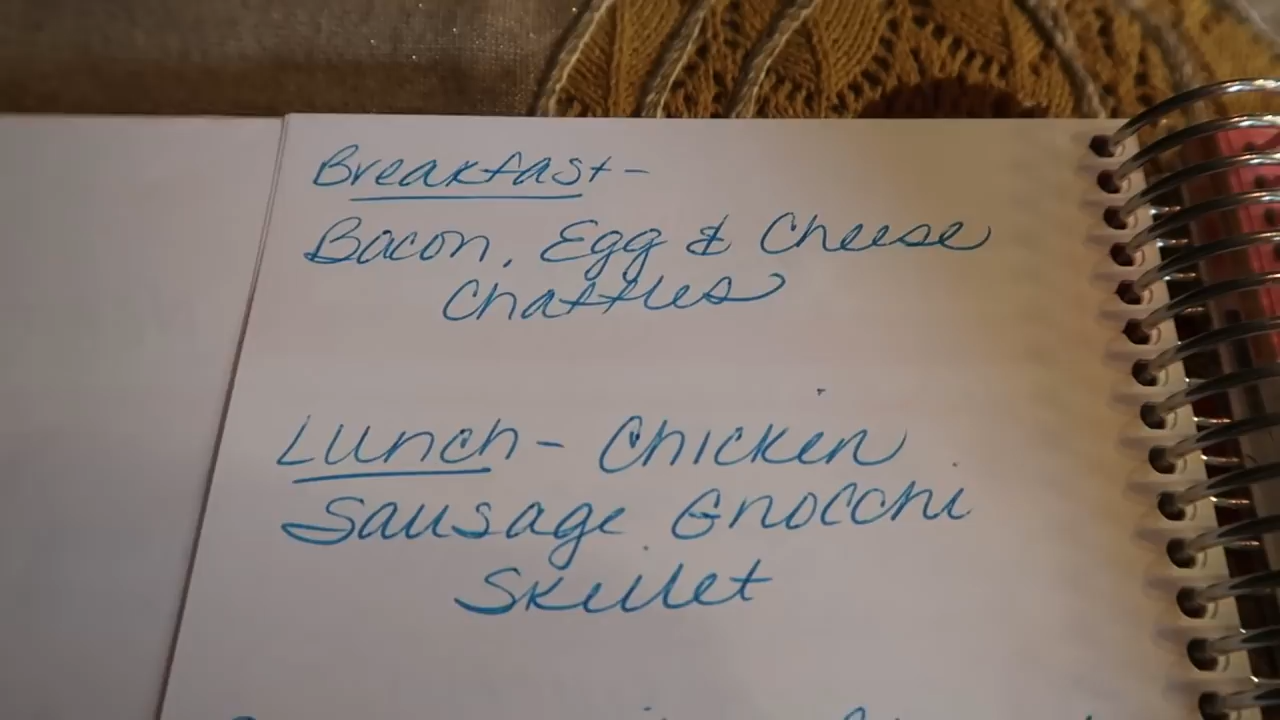 Breakfast-
Bacon, Egg & Cheese
Chaffles
Lunch - Chicken
Sausage Gnocchi
Skillet